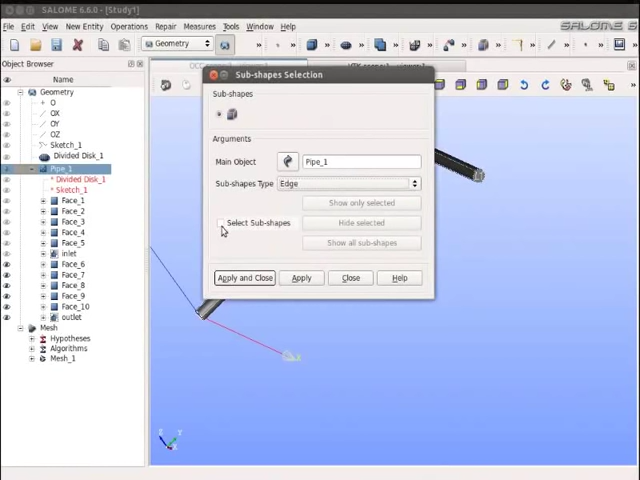 SALOME 6.6.0 - [Study1]
File Edit View New Entity Operations Repair Measures Tools Window Help
SALOME 6
Geometry
Object Browser
Name
Geometry
O
OX
OY
OZ
Sketch_1
Divided Disk_1
Pipe_1
* Divided Disk_1
* Sketch_1
Face_1
Face_2
Face_3
Face_4
Face_5
inlet
Face_6
Face_7
Face_8
Face_9
Face_10
outlet
Mesh
Hypotheses
Algorithms
Mesh_1
Sub-shapes Selection
Sub-shapes
Arguments
Main Object
Pipe_1
Sub-shapes Type
Edge
Show only selected
Select Sub-shapes
Hide selected
Show all sub-shapes
Apply and Close
Apply
Close
Help
X
Z
Y
X